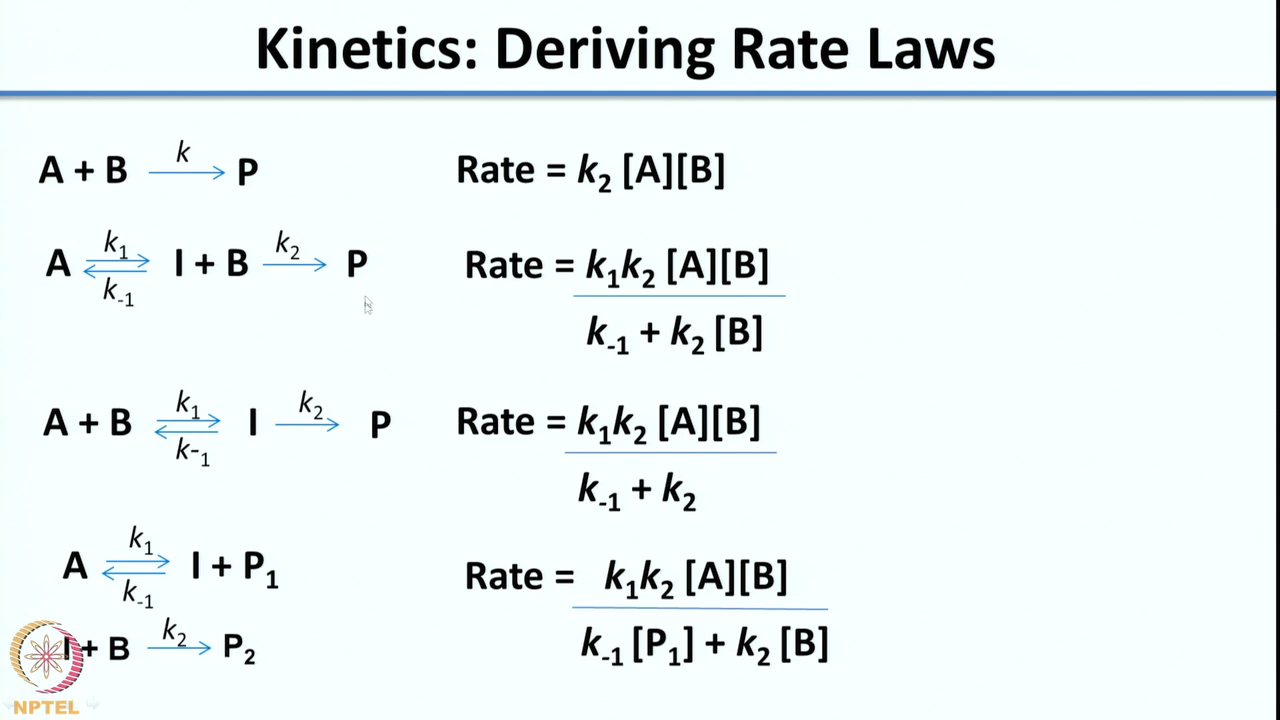 Kinetics: Deriving Rate Laws
A + B k P Rate = k₂ [A][B]
A k₁ k₋₁ I + B k₂ P Rate = k₁k₂ [A][B]
k₋₁ + k₂ [B]
A + B k₁ k-₁ I k₂ P Rate = k₁k₂ [A][B]
k₋₁ + k₂
A k₁ k₋₁ I + P₁ Rate = k₁k₂ [A][B]
k₋₁ [P₁] + k₂ [B]
I + B k₂ P₂
NPTEL